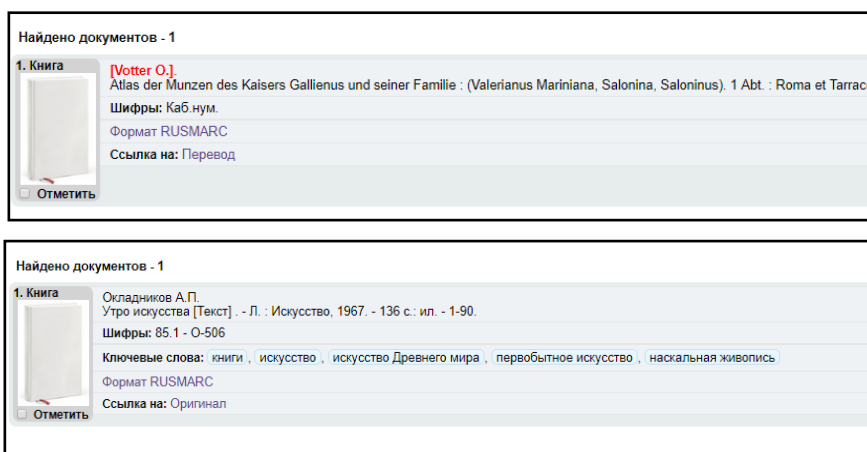 Найдено документов - 1
1. Книга
[Votter O.].
Atlas der Munzen des Kaisers Gallienus und seiner Familie : (Valerianus Mariniana, Salonina, Saloninus). 1 Abt. : Roma et Tarrac
Шифры: Каб.нум.
Формат RUSMARC
Ссылка на: Перевод
Отметить
Найдено документов - 1
1. Книга
Окладников А.П.
Утро искусства [Текст] . - Л. : Искусство, 1967. - 136 с.: ил. - 1-90.
Шифры: 85.1 - О-506
Ключевые слова: книги , искусство , искусство Древнего мира , первобытное искусство , наскальная живопись
Формат RUSMARC
Ссылка на: Оригинал
Отметить